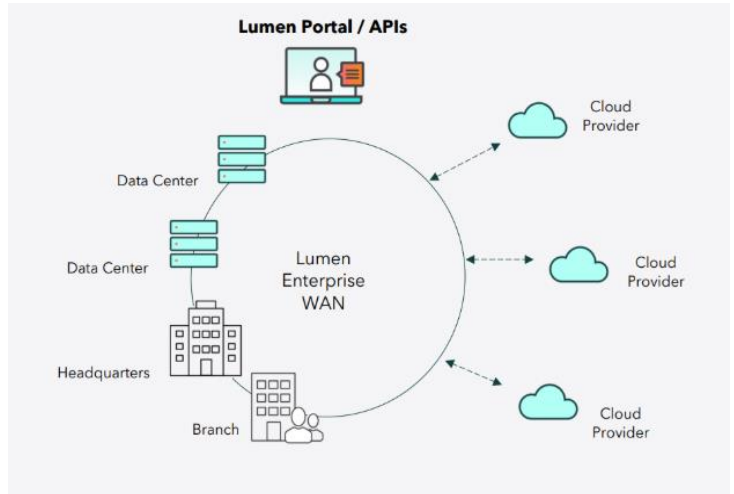 Lumen Portal / APIs
Cloud
Provider
Data Center
Data Center
Lumen
Enterprise
WAN
Cloud
Provider
Headquarters
Branch
Cloud
Provider